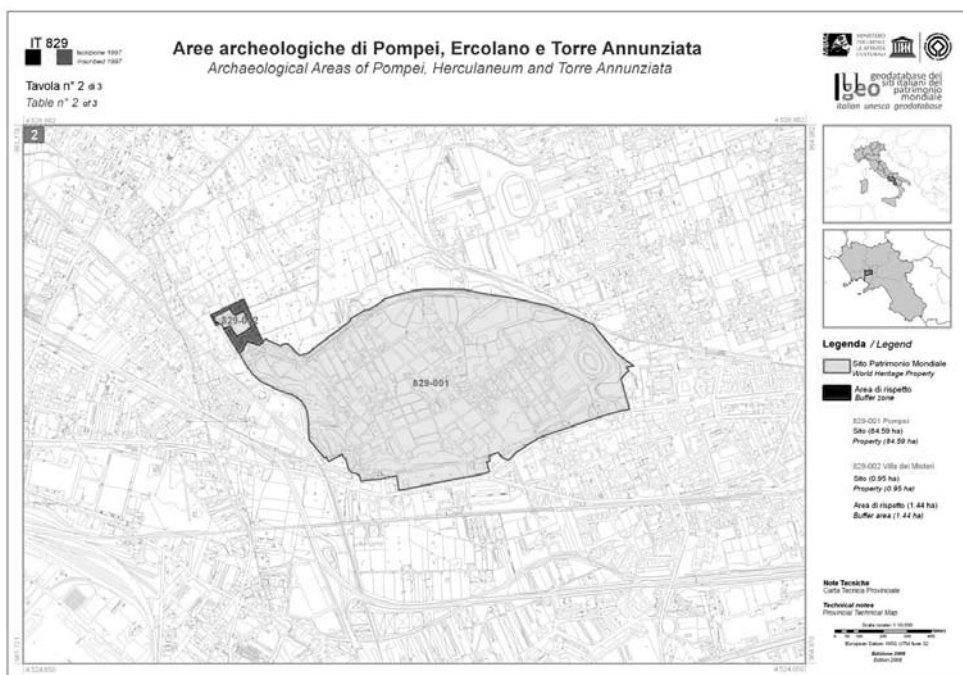 IT 829
Iscrizione 1997
Inscribed 1997
Tavola n° 2 di 3
Table n° 2 of 3
Aree archeologiche di Pompei, Ercolano e Torre Annunziata
Archaeological Areas of Pompei, Herculaneum and Torre Annunziata
geodatabase dei
siti italiani del
patrimonio
mondiale
italian unesco geodatabase
2
829-002
829-001
Legenda / Legend
Sito Patrimonio Mondiale
World Heritage Property
Area di rispetto
Buffer zone
829-001 Pompei
Sito (84.59 ha)
Property (84.59 ha)
829-002 Villa dei Misteri
Sito (0.95 ha)
Property (0.95 ha)
Area di rispetto (1.44 ha)
Buffer area (1.44 ha)
Note Tecniche
Carta Tecnica Provinciale
Technical notes
Provincial Technical Map
Edizione 2008
Edition 2008